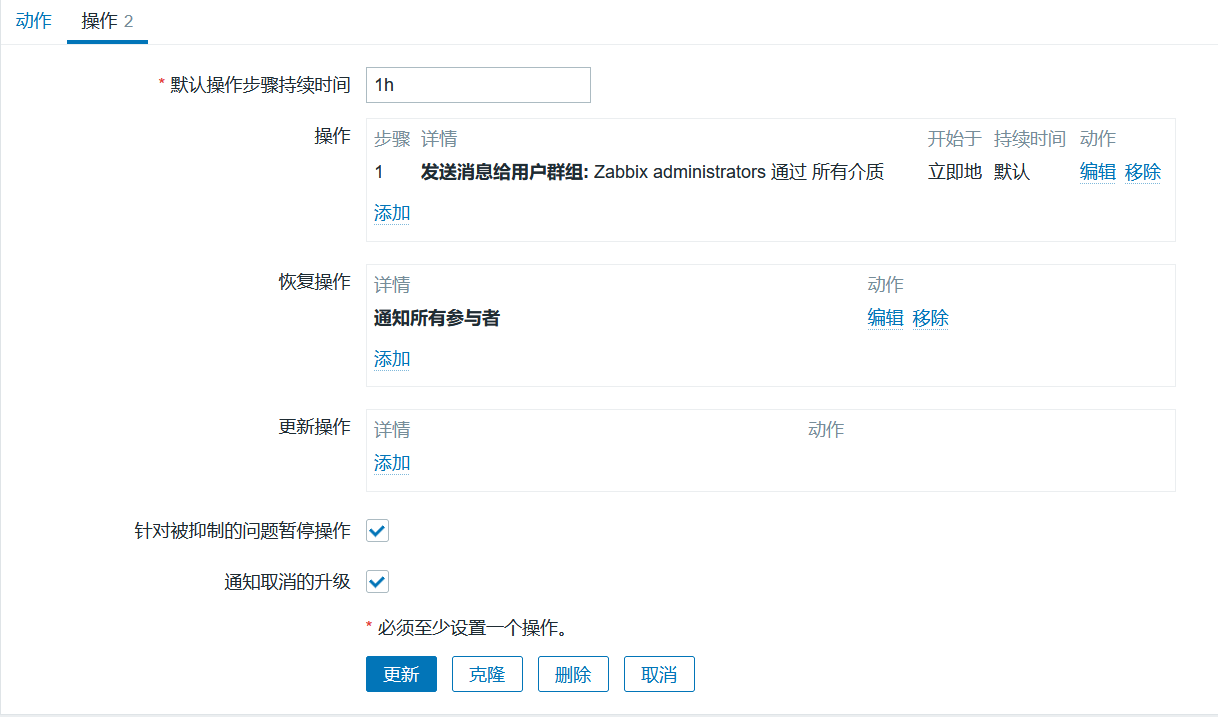 动作 操作 2
* 默认操作步骤持续时间 1h
操作 步骤 详情 开始于 持续时间 动作
1 发送消息给用户群组: Zabbix administrators 通过 所有介质 立即地 默认 编辑 移除
添加
恢复操作 详情 动作
通知所有参与者 编辑 移除
添加
更新操作 详情 动作
添加
针对被抑制的问题暂停操作
通知取消的升级
* 必须至少设置一个操作。
更新 克隆 删除 取消